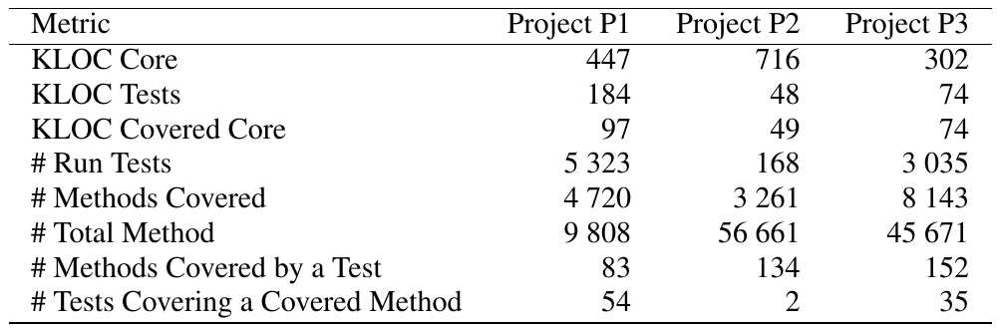 Metric Project P1 Project P2 Project P3
KLOC Core 447 716 302
KLOC Tests 184 48 74
KLOC Covered Core 97 49 74
# Run Tests 5 323 168 3 035
# Methods Covered 4 720 3 261 8 143
# Total Method 9 808 56 661 45 671
# Methods Covered by a Test 83 134 152
# Tests Covering a Covered Method 54 2 35